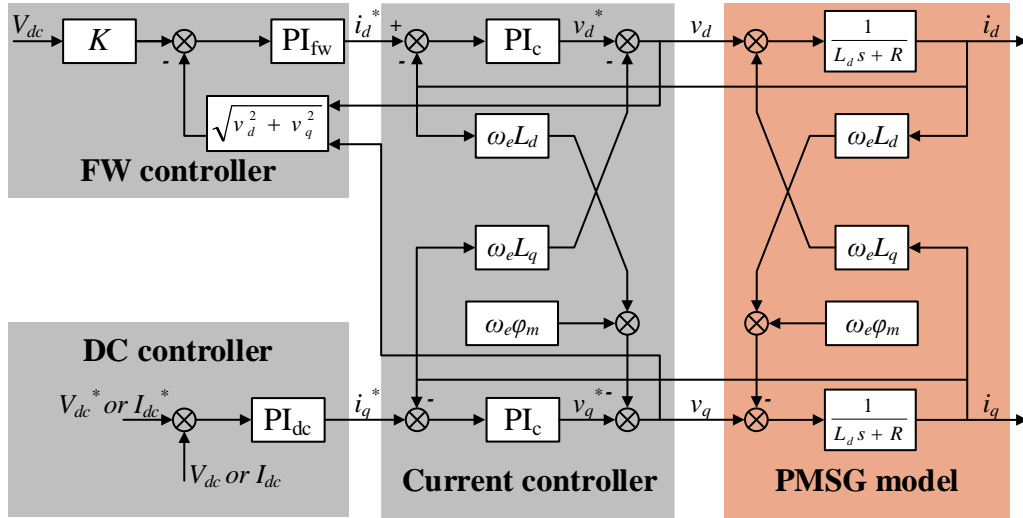 V_dc
K
-
PI_fw
i_d^*
+
-
PI_c
v_d^*
-
v_d
1
L_d s + R
i_d
√(v_d^2 + v_q^2)
FW controller
ω_e L_d
ω_e L_d
ω_e L_q
ω_e L_q
ω_e φ_m
ω_e φ_m
DC controller
V_dc^* or I_dc^*
PI_dc
i_q^*
-
PI_c
v_q^*
-
v_q
-
1
L_d s + R
i_q
V_dc or I_dc
Current controller
PMSG model